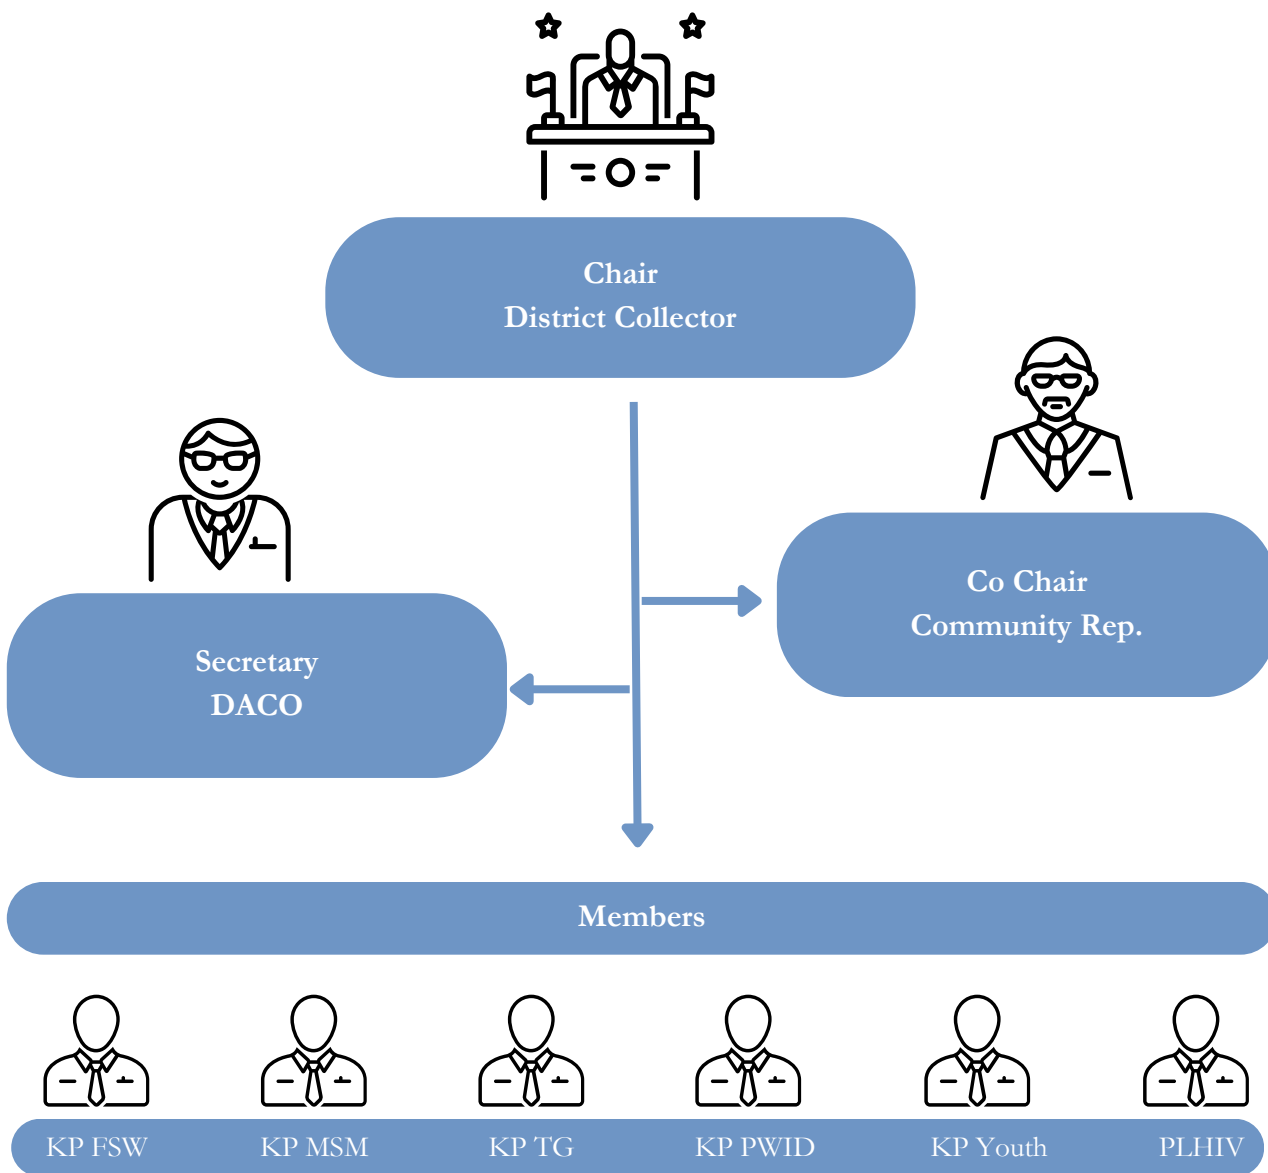 Chair
District Collector
Co Chair
Community Rep.
Secretary
DACO
Members
KP FSW
KP MSM
KP TG
KP PWID
KP Youth
PLHIV